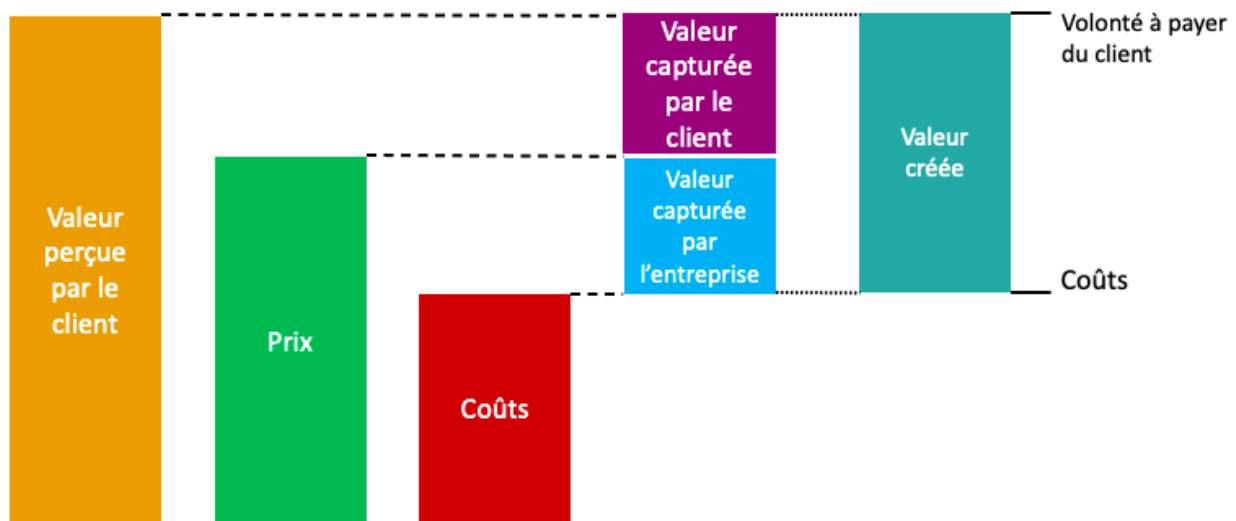 Valeur
perçue
par le
client
Prix
Coûts
Valeur
capturée
par le
client
Valeur
capturée
par
l’entreprise
Valeur
créée
Volonté à payer
du client
Coûts